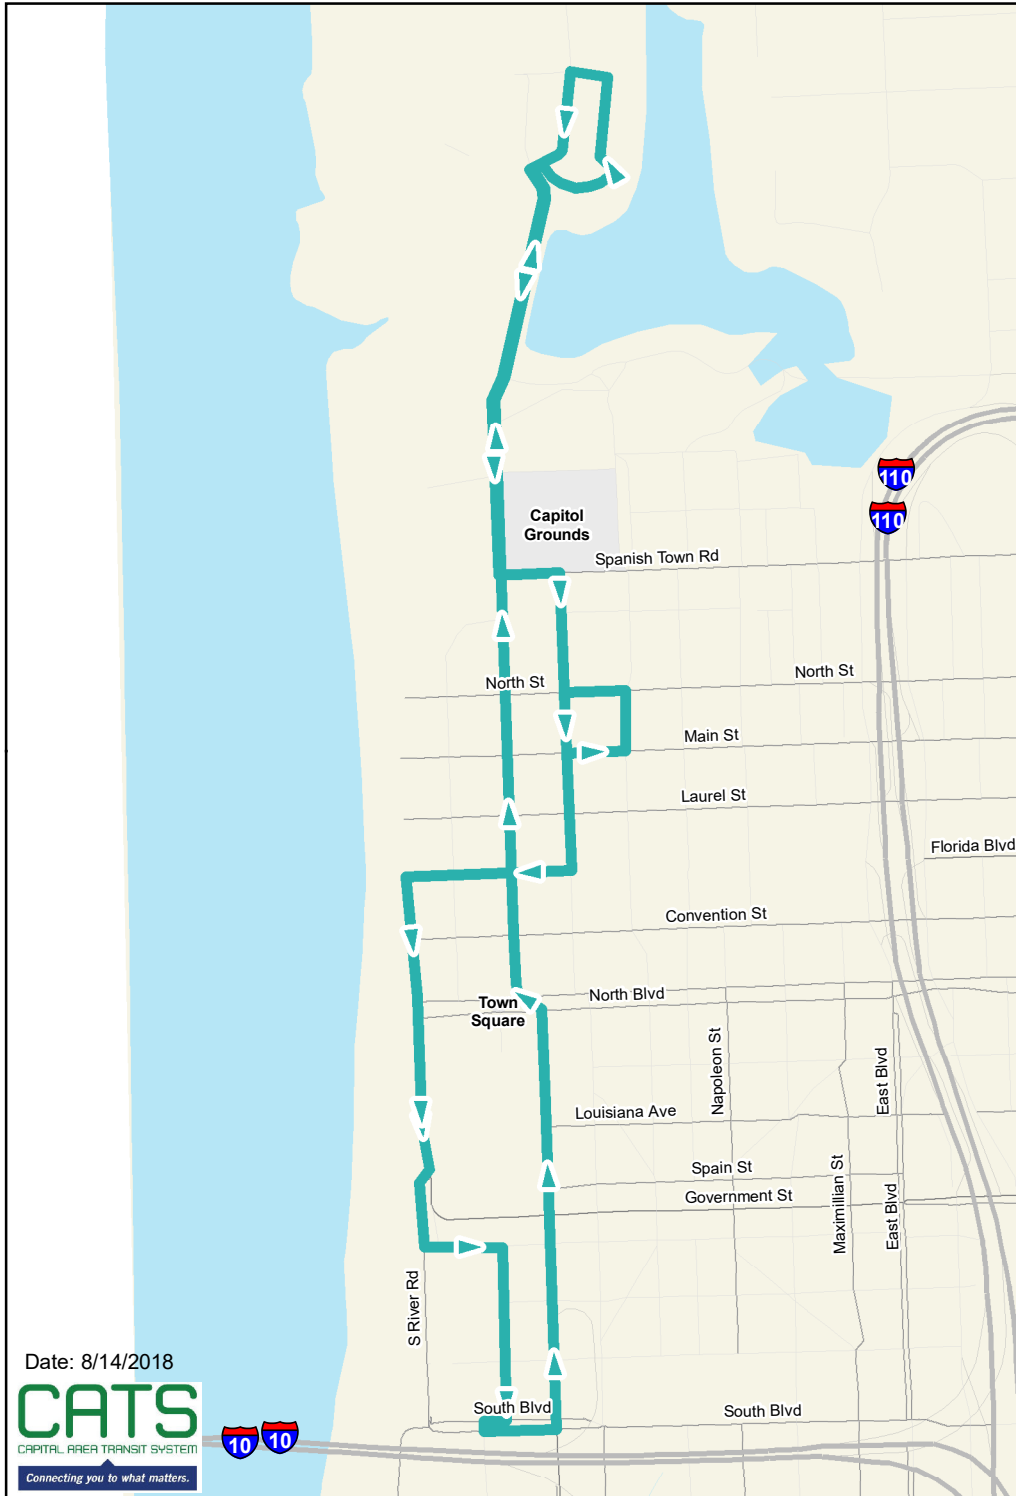 110
110
Capitol
Grounds
Spanish Town Rd
North St
North St
Main St
Laurel St
Florida Blvd
Convention St
North Blvd
Town
Square
Napoleon St
East Blvd
Louisiana Ave
Spain St
Maximillian St
East Blvd
Government St
S River Rd
Date: 8/14/2018
CATS
CAPITAL AREA TRANSIT SYSTEM
Connecting you to what matters.
South Blvd
South Blvd
10
10